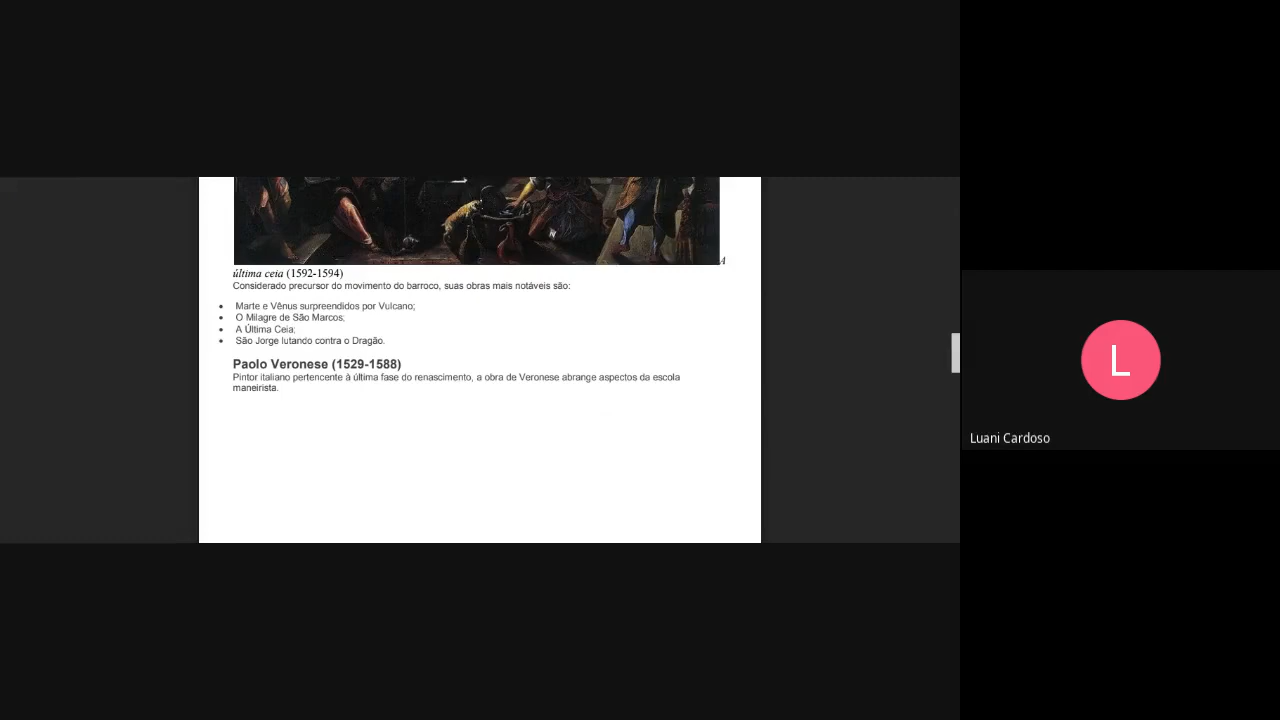 A
última ceia (1592-1594)
Considerado precursor do movimento do barroco, suas obras mais notáveis são:
• Marte e Vênus surpreendidos por Vulcano;
• O Milagre de São Marcos;
• A Última Ceia;
• São Jorge lutando contra o Dragão.
Paolo Veronese (1529-1588)
Pintor italiano pertencente à última fase do renascimento, a obra de Veronese abrange aspectos da escola
maneirista.
L
Luani Cardoso